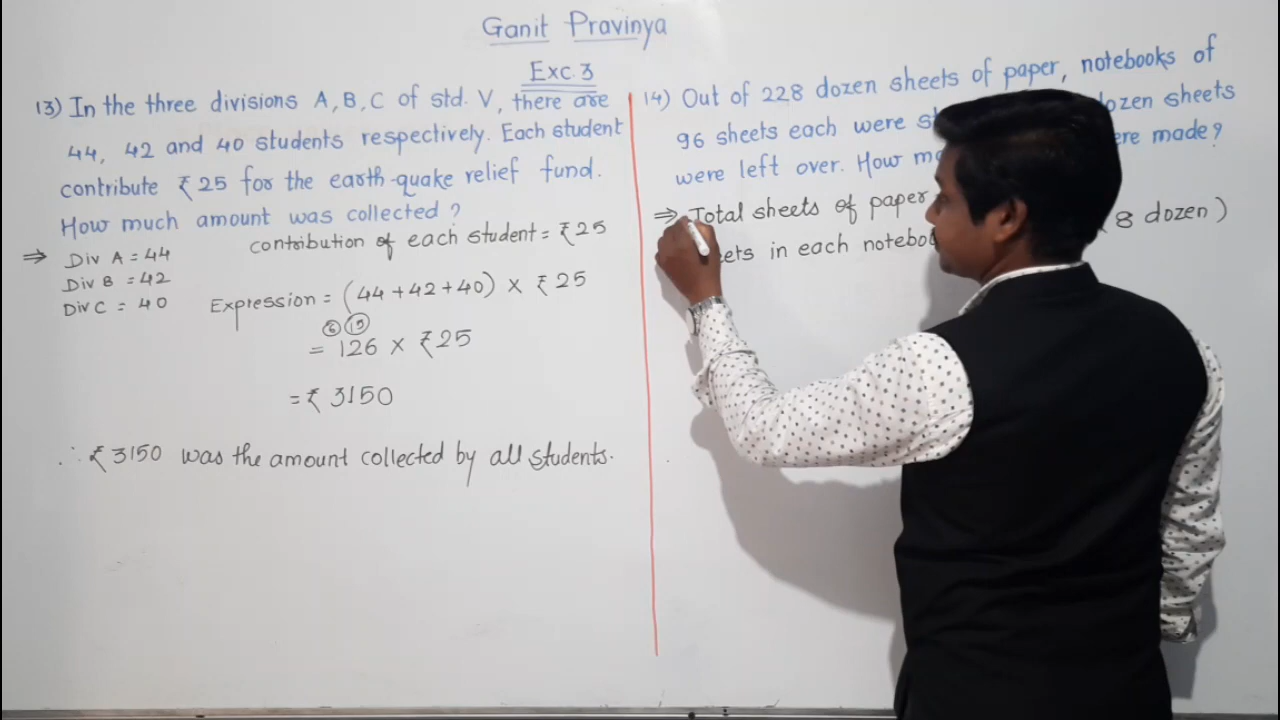 Ganit Pravinya
Exc. 3
13) In the three divisions A, B, C of std. V, there are
44, 42 and 40 students respectively. Each student
contribute ₹ 25 for the earth-quake relief fund.
How much amount was collected ?
⇒ Div A = 44
Div B = 42
Div C = 40
contribution of each student = ₹ 25
Expression = (44 + 42 + 40) × ₹ 25
= 126 × ₹ 25
= ₹ 3150
∴ ₹ 3150 was the amount collected by all students.
14) Out of 228 dozen sheets of paper, notebooks of
96 sheets each were dozen sheets
were left over. How made?
⇒ Total sheets of paper
in each 8 dozen)